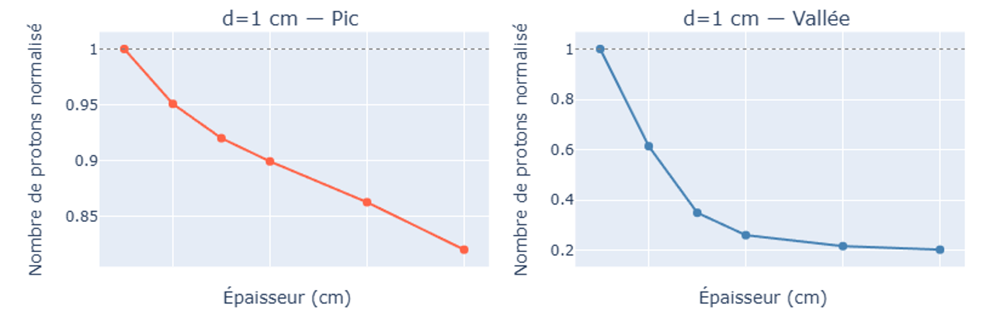 d=1 cm — Pic
Nombre de protons normalisé
1
0.95
0.9
0.85
Épaisseur (cm)
d=1 cm — Vallée
Nombre de protons normalisé
1
0.8
0.6
0.4
0.2
Épaisseur (cm)